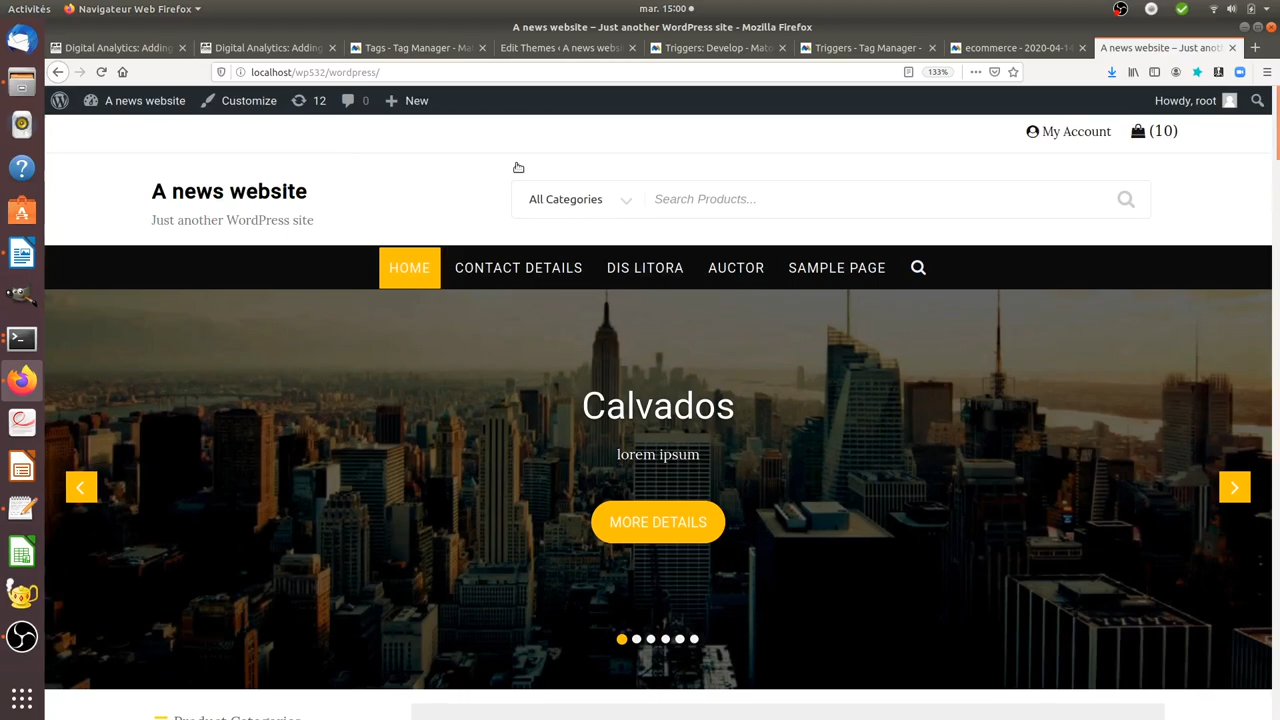 Activités
Navigateur Web Firefox
mar. 15:00
A news website – Just another WordPress site - Mozilla Firefox
Digital Analytics: Adding
Digital Analytics: Adding
Tags - Tag Manager - Ma
Edit Themes ‹ A news websi
Triggers: Develop - Mato
Triggers - Tag Manager -
ecommerce - 2020-04-14
A news website – Just anot
localhost/wp532/wordpress/
133%
A news website
Customize
12
0
New
Howdy, root
My Account
(10)
A news website
Just another WordPress site
All Categories
Search Products...
HOME
CONTACT DETAILS
DIS LITORA
AUCTOR
SAMPLE PAGE
Calvados
lorem ipsum
MORE DETAILS
Product Categories